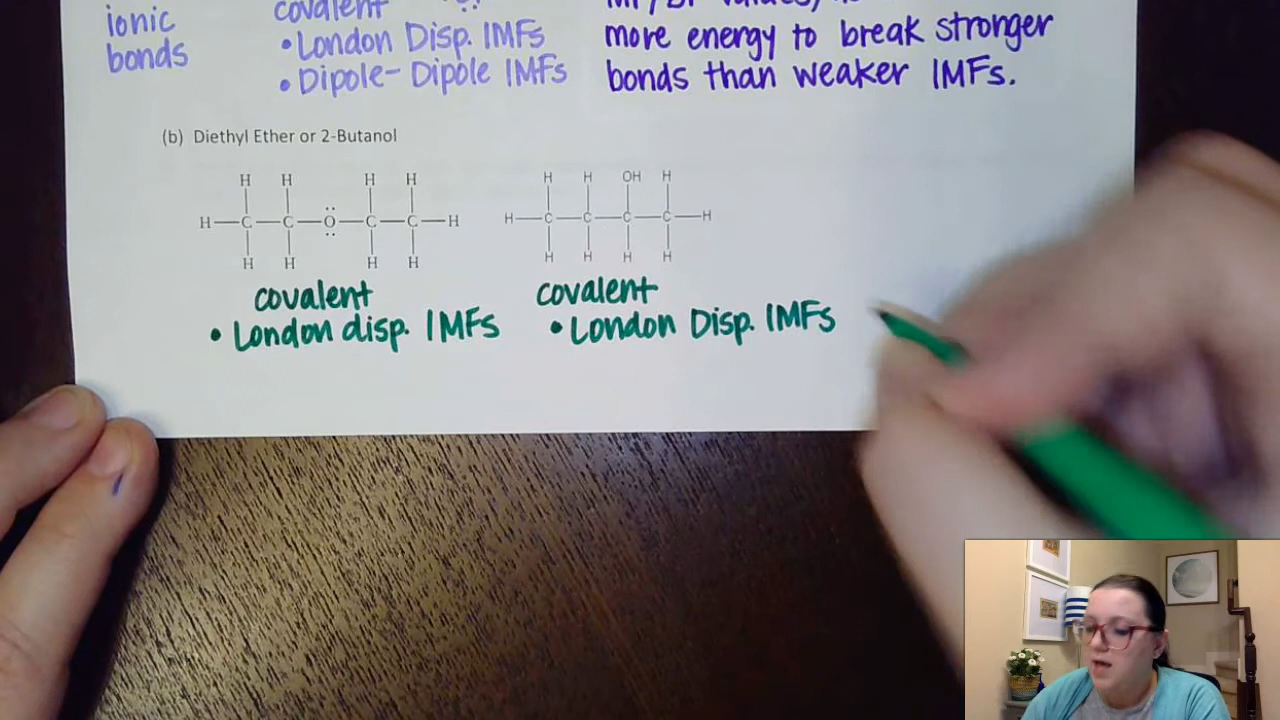 ionic
bonds
covalent
• London Disp. IMFs
• Dipole-Dipole IMFs
more energy to break stronger
bonds than weaker IMFs.
(b) Diethyl Ether or 2-Butanol
H H H H
H—C—C—O—C—C—H
H H H H
H H OH H
H—C—C—C—C—H
H H H H
covalent
• London disp. IMFs
covalent
• London Disp. IMFs